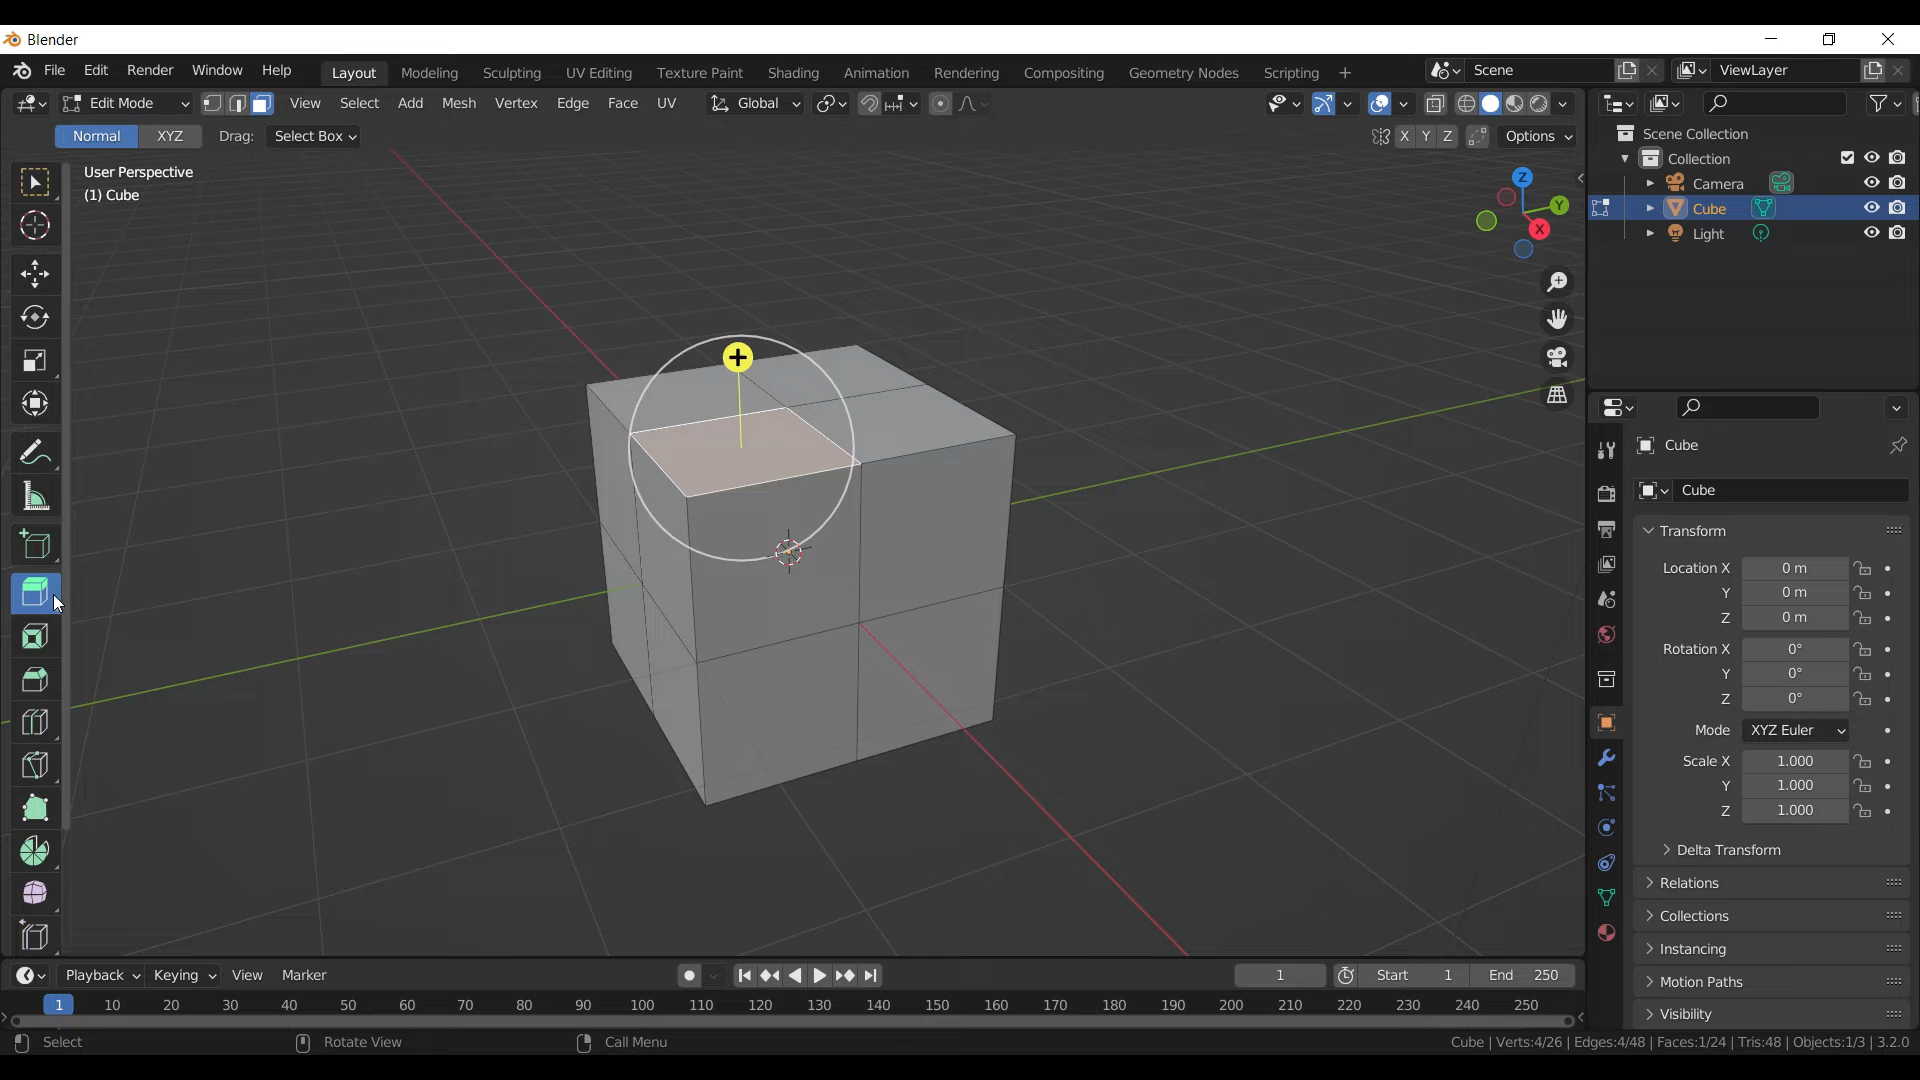 Blender
File Edit Render Window Help Layout Modeling Sculpting UV Editing Texture Paint Shading Animation Rendering Compositing Geometry Nodes Scripting + Scene ViewLayer
Edit Mode View Select Add Mesh Vertex Edge Face UV Global
Normal XYZ Drag: Select Box X Y Z Options
User Perspective
(1) Cube
Z
Y
X
Scene Collection
Collection
Camera
Cube
Light
Cube
Cube
Transform
Location X 0 m
Y 0 m
Z 0 m
Rotation X 0°
Y 0°
Z 0°
Mode XYZ Euler
Scale X 1.000
Y 1.000
Z 1.000
Delta Transform
Relations
Collections
Instancing
Motion Paths
Visibility
Playback Keying View Marker 1 Start 1 End 250
1 10 20 30 40 50 60 70 80 90 100 110 120 130 140 150 160 170 180 190 200 210 220 230 240 250
Select Rotate View Call Menu Cube | Verts:4/26 | Edges:4/48 | Faces:1/24 | Tris:48 | Objects:1/3 | 3.2.0